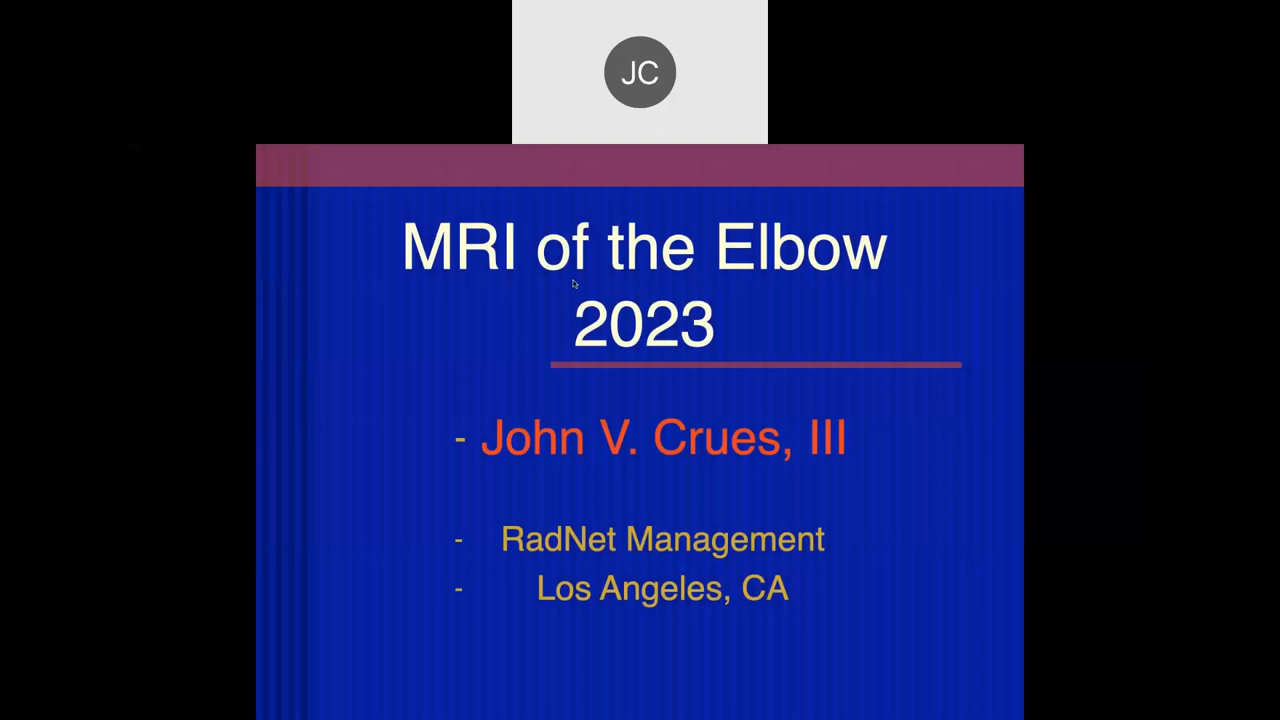 JC
MRI of the Elbow
2023
- John V. Crues, III
- RadNet Management
- Los Angeles, CA